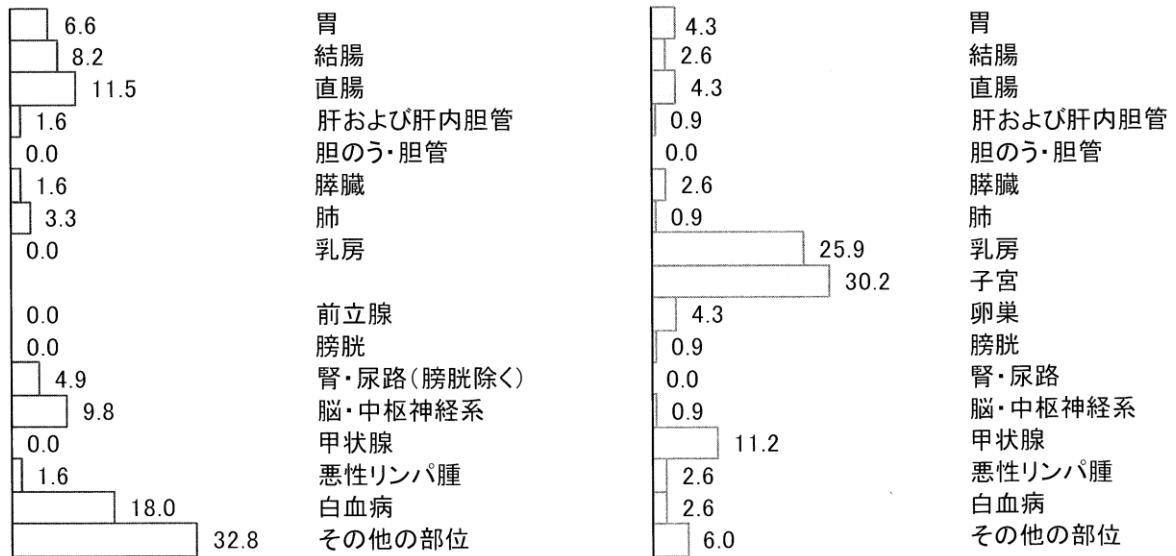 6.6 胃 4.3 胃
8.2 結腸 2.6 結腸
11.5 直腸 4.3 直腸
1.6 肝および肝内胆管 0.9 肝および肝内胆管
0.0 胆のう・胆管 0.0 胆のう・胆管
1.6 膵臓 2.6 膵臓
3.3 肺 0.9 肺
0.0 乳房 25.9 乳房
30.2 子宮
0.0 前立腺 4.3 卵巣
0.0 膀胱 0.9 膀胱
4.9 腎・尿路(膀胱除く) 0.0 腎・尿路
9.8 脳・中枢神経系 0.9 脳・中枢神経系
0.0 甲状腺 11.2 甲状腺
1.6 悪性リンパ腫 2.6 悪性リンパ腫
18.0 白血病 2.6 白血病
32.8 その他の部位 6.0 その他の部位